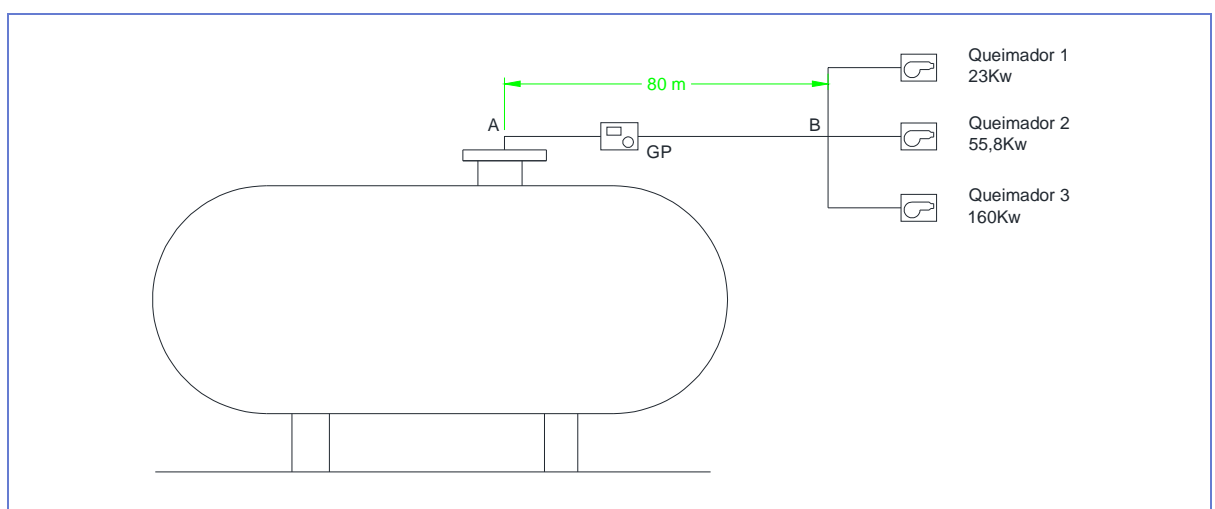 Queimador 1
23Kw
80 m
A
B
Queimador 2
55,8Kw
GP
Queimador 3
160Kw